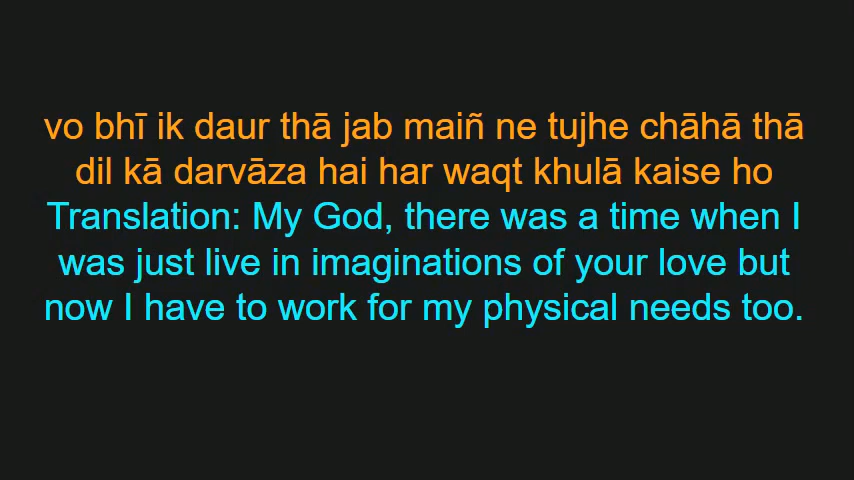 vo bhī ik daur thā jab maiñ ne tujhe chāhā thā
dil kā darvāza hai har waqt khulā kaise ho
Translation: My God, there was a time when I
was just live in imaginations of your love but
now I have to work for my physical needs too.